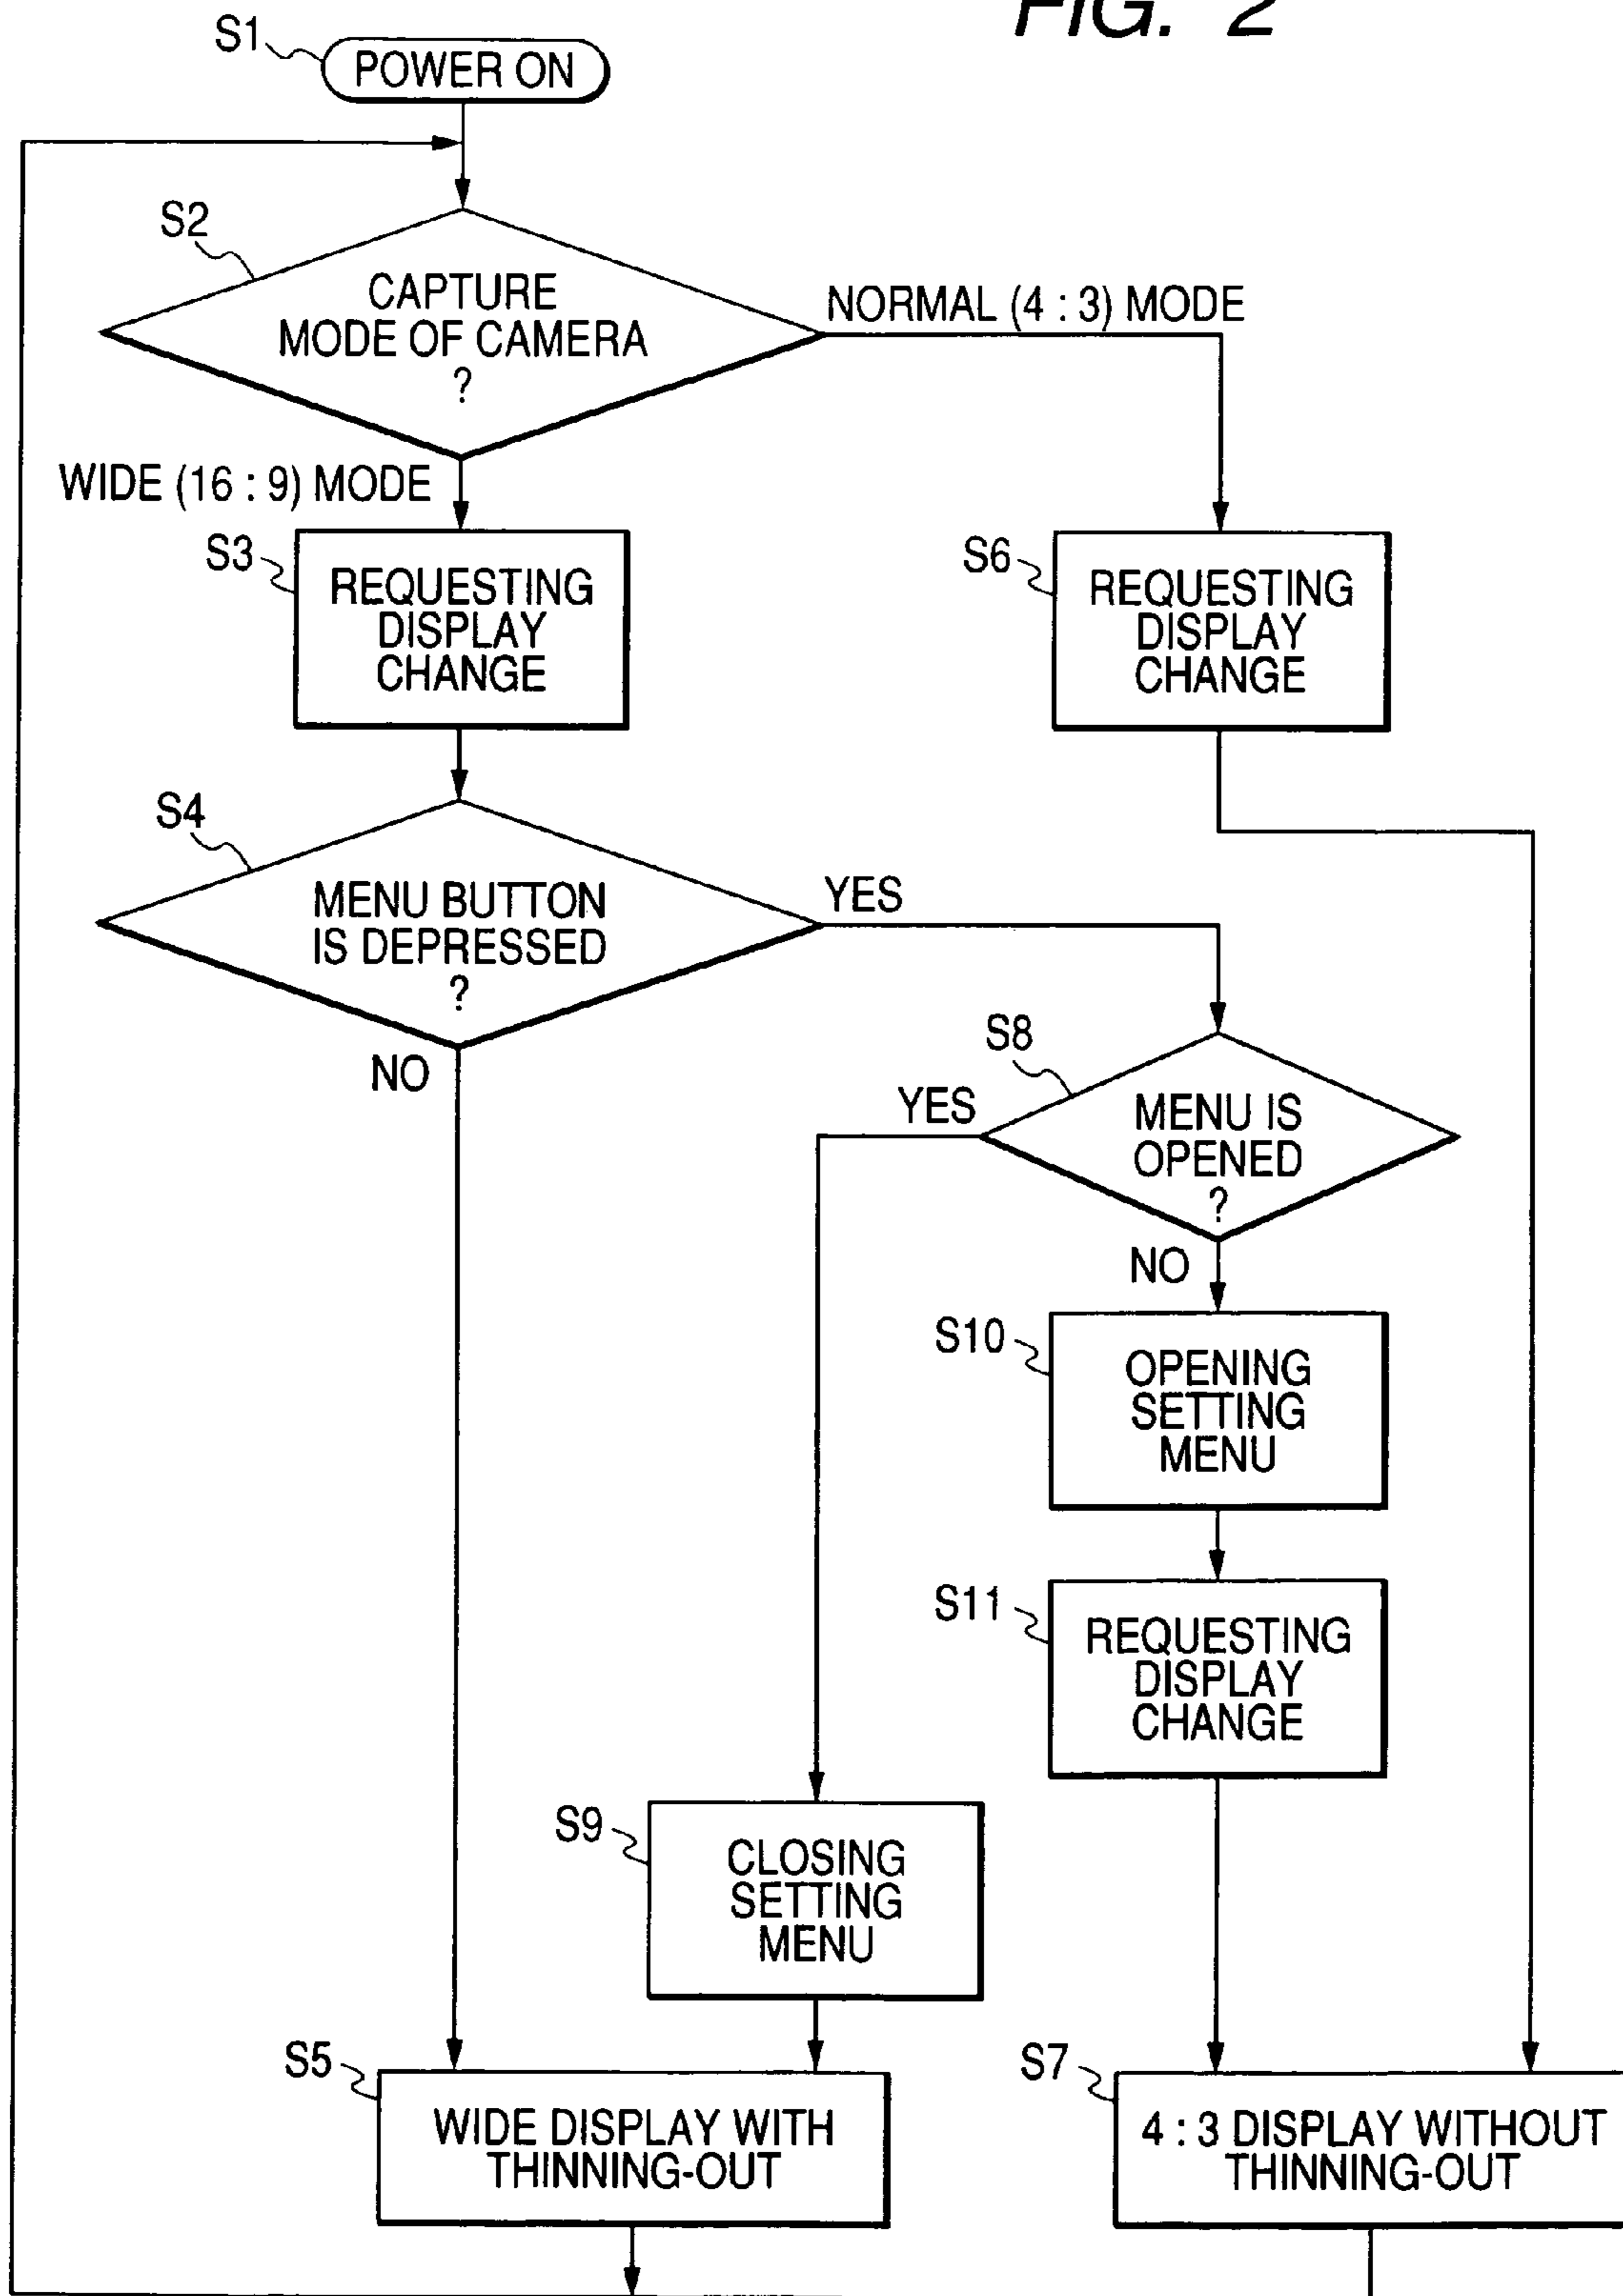 FIG. 2
S1
POWER ON
S2
CAPTURE
MODE OF CAMERA
?
NORMAL (4 : 3) MODE
WIDE (16 : 9) MODE
S3
REQUESTING
DISPLAY
CHANGE
S6
REQUESTING
DISPLAY
CHANGE
S4
MENU BUTTON
IS DEPRESSED
?
YES
NO
S8
MENU IS
OPENED
?
YES
NO
S10
OPENING
SETTING
MENU
S11
REQUESTING
DISPLAY
CHANGE
S9
CLOSING
SETTING
MENU
S5
WIDE DISPLAY WITH
THINNING-OUT
S7
4 : 3 DISPLAY WITHOUT
THINNING-OUT